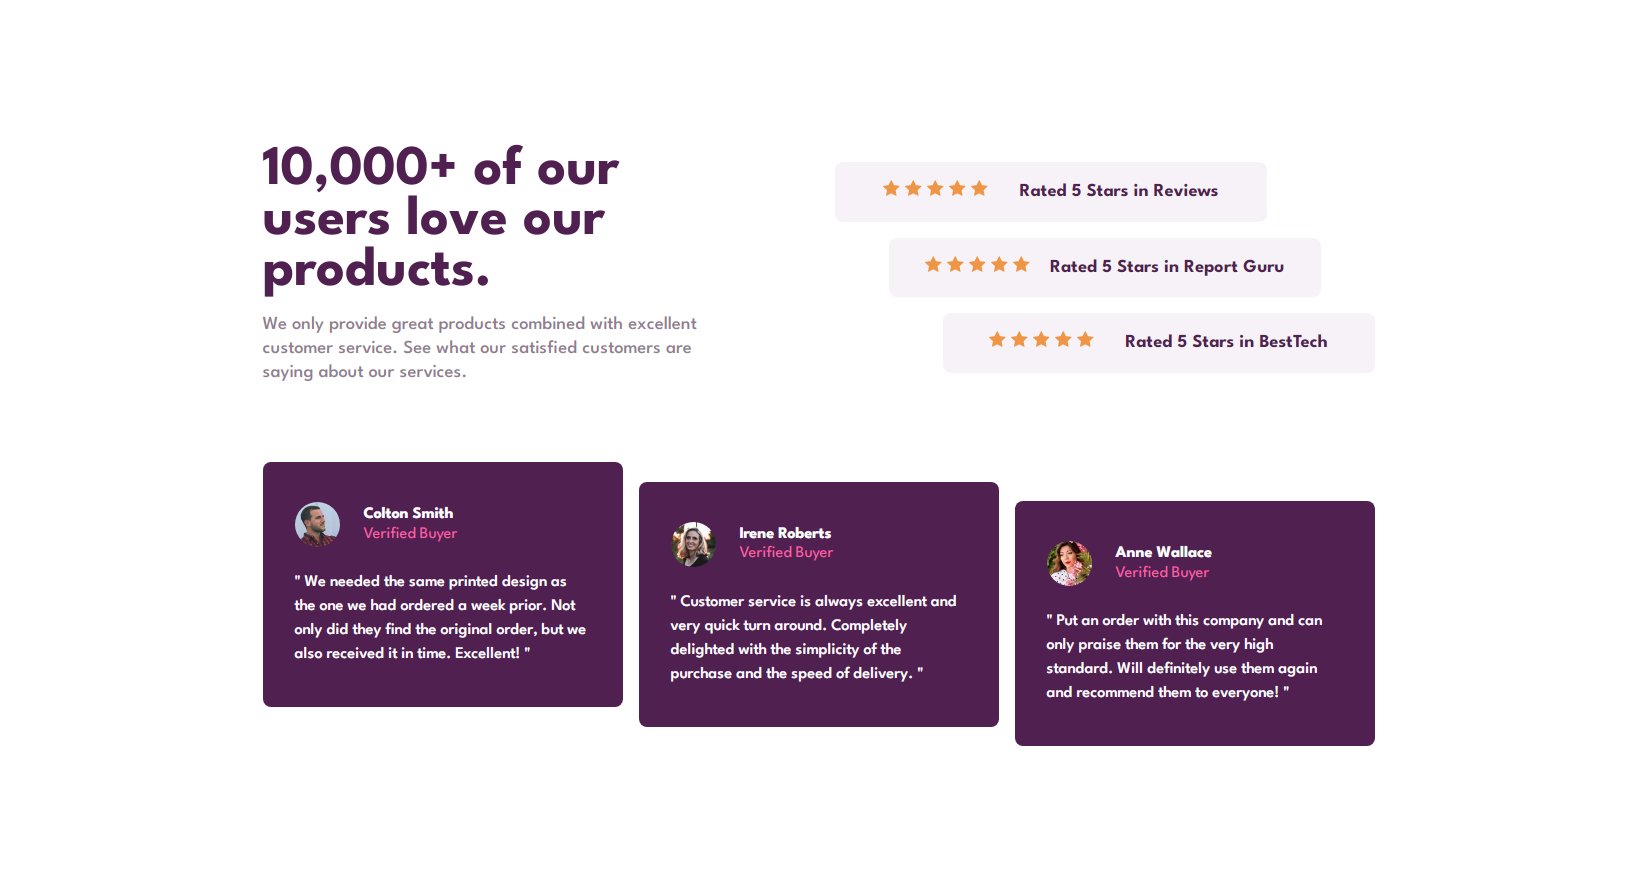 10,000+ of our
users love our
products.
We only provide great products combined with excellent
customer service. See what our satisfied customers are
saying about our services.
Rated 5 Stars in Reviews
Rated 5 Stars in Report Guru
Rated 5 Stars in BestTech
Colton Smith
Verified Buyer
" We needed the same printed design as
the one we had ordered a week prior. Not
only did they find the original order, but we
also received it in time. Excellent! "
Irene Roberts
Verified Buyer
" Customer service is always excellent and
very quick turn around. Completely
delighted with the simplicity of the
purchase and the speed of delivery. "
Anne Wallace
Verified Buyer
" Put an order with this company and can
only praise them for the very high
standard. Will definitely use them again
and recommend them to everyone! "